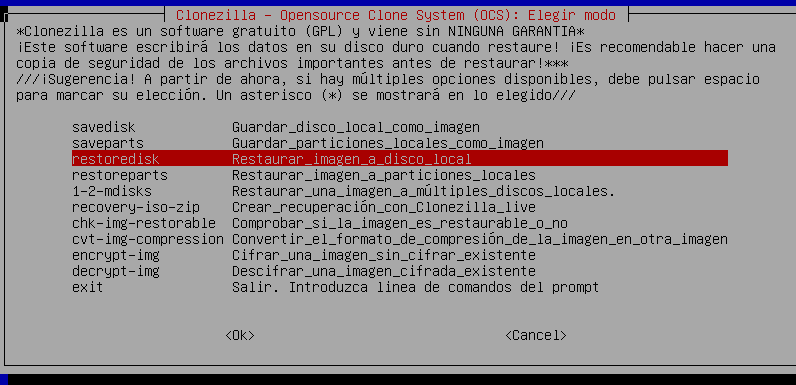 Clonezilla - Opensource Clone System (OCS): Elegir modo
*Clonezilla es un software gratuito (GPL) y viene sin NINGUNA GARANTIA*
¡Este software escribirá los datos en su disco duro cuando restaure! ¡Es recomendable hacer una
copia de seguridad de los archivos importantes antes de restaurar!***
///¡Sugerencia! A partir de ahora, si hay múltiples opciones disponibles, debe pulsar espacio
para marcar su elección. Un asterisco (*) se mostrará en lo elegido///
savedisk Guardar_disco_local_como_imagen
saveparts Guardar_particiones_locales_como_imagen
restoredisk Restaurar_imagen_a_disco_local
restoreparts Restaurar_imagen_a_particiones_locales
1-2-mdisks Restaurar_una_imagen_a_múltiples_discos_locales.
recovery-iso-zip Crear_recuperación_con_Clonezilla_live
chk-img-restorable Comprobar_si_la_imagen_es_restaurable_o_no
cvt-img-compression Convertir_el_formato_de_compresión_de_la_imagen_en_otra_imagen
encrypt-img Cifrar_una_imagen_sin_cifrar_existente
decrypt-img Descifrar_una_imagen_cifrada_existente
exit Salir. Introduzca linea de comandos del prompt
<Ok> <Cancel>